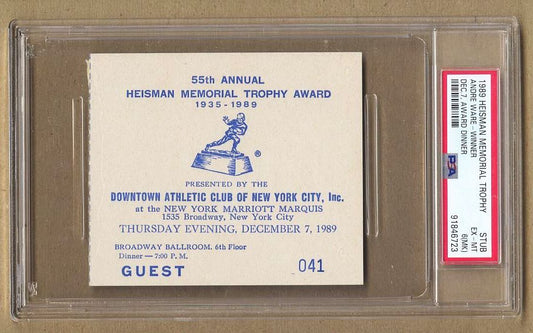 55th ANNUAL
HEISMAN MEMORIAL TROPHY AWARD
1935 - 1989
®
PRESENTED BY THE
DOWNTOWN ATHLETIC CLUB OF NEW YORK CITY, Inc.
at the NEW YORK MARRIOTT MARQUIS
1535 Broadway, New York City
THURSDAY EVENING, DECEMBER 7, 1989
BROADWAY BALLROOM, 6th Floor
Dinner — 7:00 P. M.
GUEST
041
1989 HEISMAN MEMORIAL TROPHY
ANDRE WARE - WINNER
DEC.7, AWARD DINNER
PSA
STUB
EX - MT
6(MK)
91846723